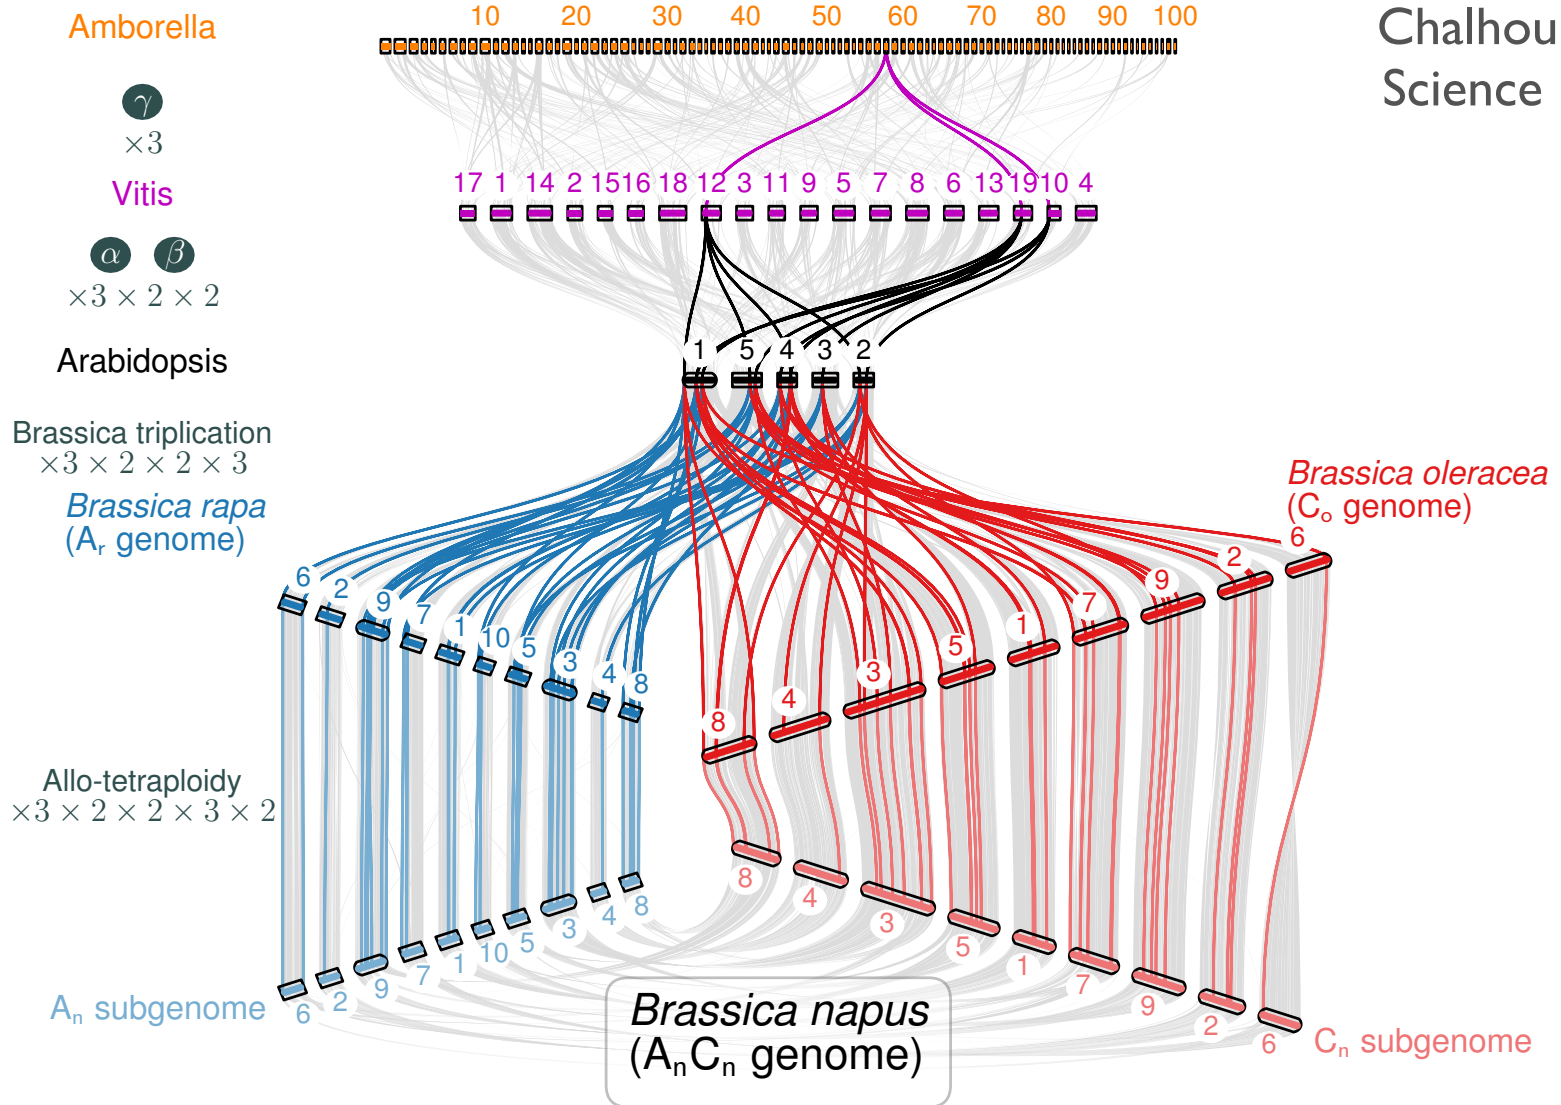 Amborella
10 20 30 40 50 60 70 80 90 100
Chalhou
Science
γ
×3
Vitis
17 1 14 2 15 16 18 12 3 11 9 5 7 8 6 13 19 10 4
α β
×3 × 2 × 2
Arabidopsis
1 5 4 3 2
Brassica triplication
×3 × 2 × 2 × 3
Brassica rapa
(Aᵣ genome)
6 2 9 7 1 10 5 3 4 8
Brassica oleracea
(Cₒ genome)
8 4 3 5 1 7 9 2 6
Allo-tetraploidy
×3 × 2 × 2 × 3 × 2
Aₙ subgenome
6 2 9 7 1 10 5 3 4 8
8 4 3 5 1 7 9 2 6
Cₙ subgenome
Brassica napus
(AₙCₙ genome)